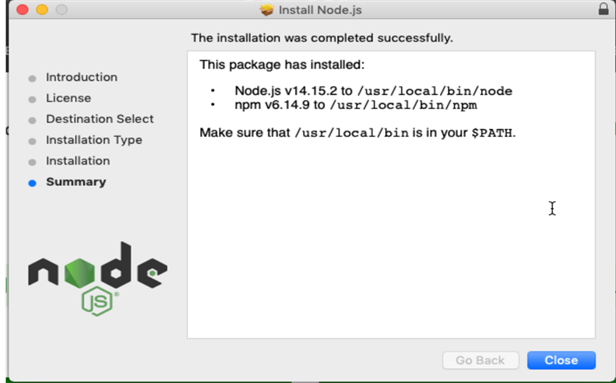 Install Node.js
The installation was completed successfully.
Introduction
License
Destination Select
Installation Type
Installation
Summary
This package has installed:
• Node.js v14.15.2 to /usr/local/bin/node
• npm v6.14.9 to /usr/local/bin/npm
Make sure that /usr/local/bin is in your $PATH.
node
JS®
Go Back
Close